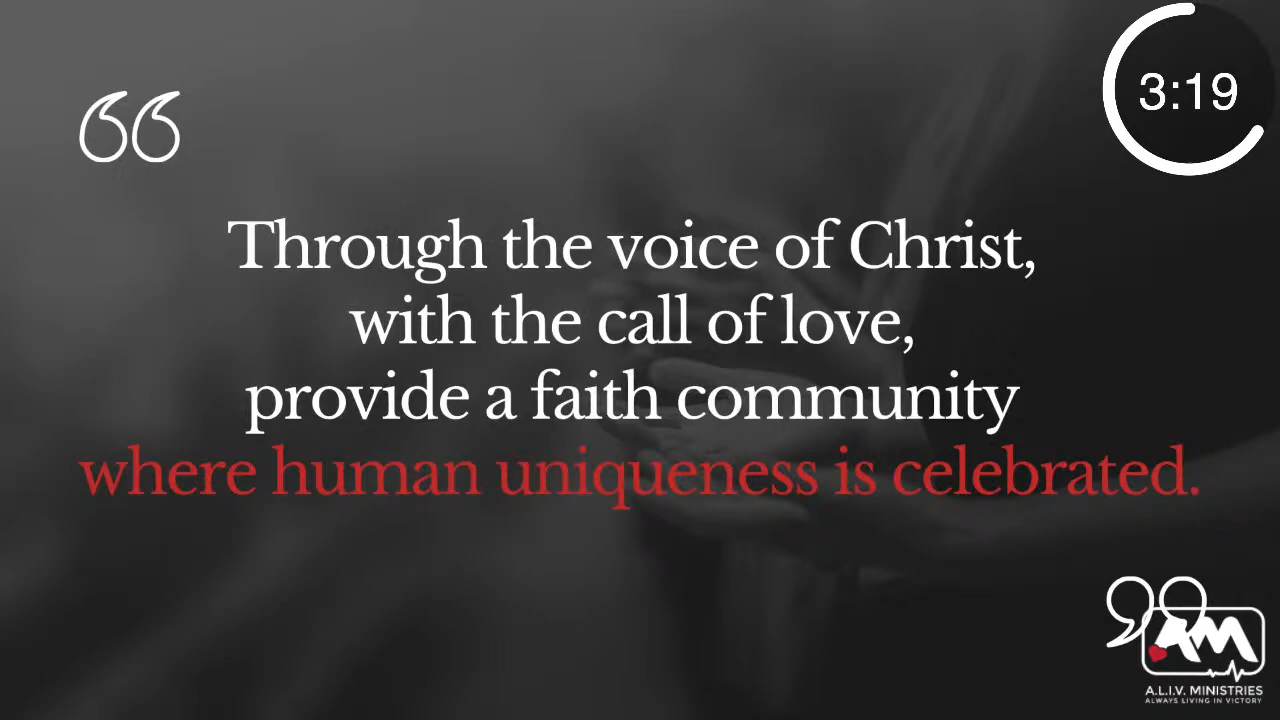 3:19
“
Through the voice of Christ,
with the call of love,
provide a faith community
where human uniqueness is celebrated.
”
AM
A.L.I.V. MINISTRIES
ALWAYS LIVING IN VICTORY